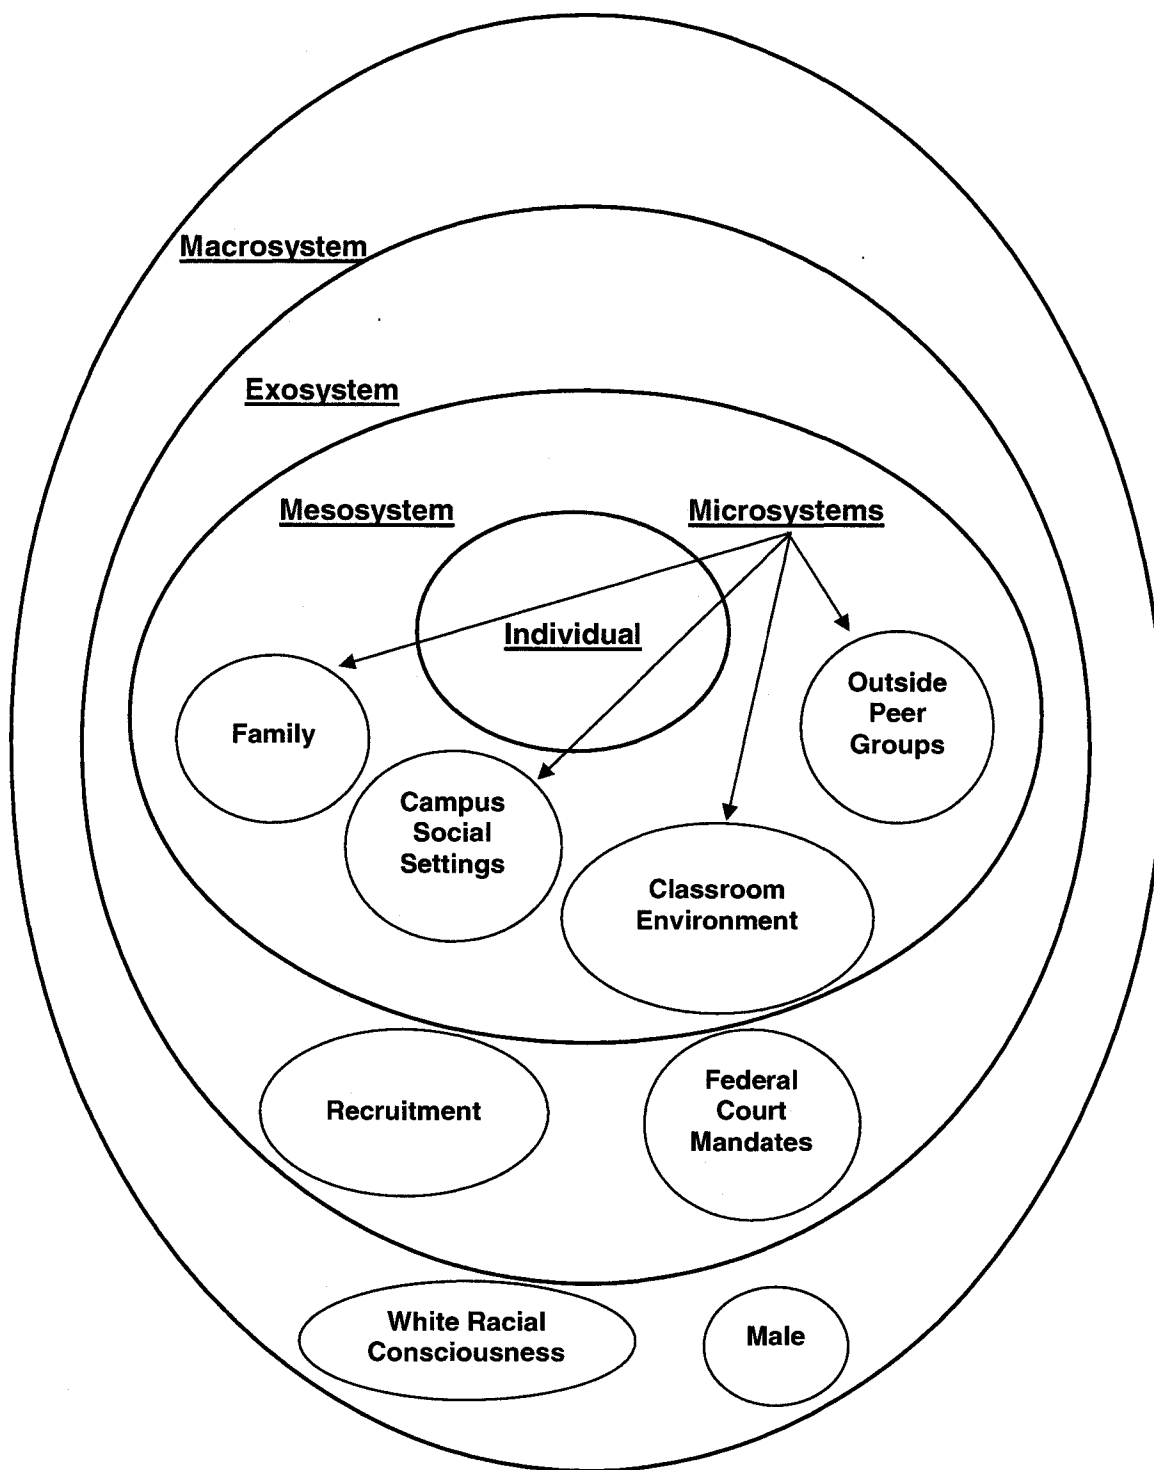 Macrosystem
Exosystem
Mesosystem
Microsystems
Individual
Family
Campus
Social
Settings
Outside
Peer
Groups
Classroom
Environment
Recruitment
Federal
Court
Mandates
White Racial
Consciousness
Male